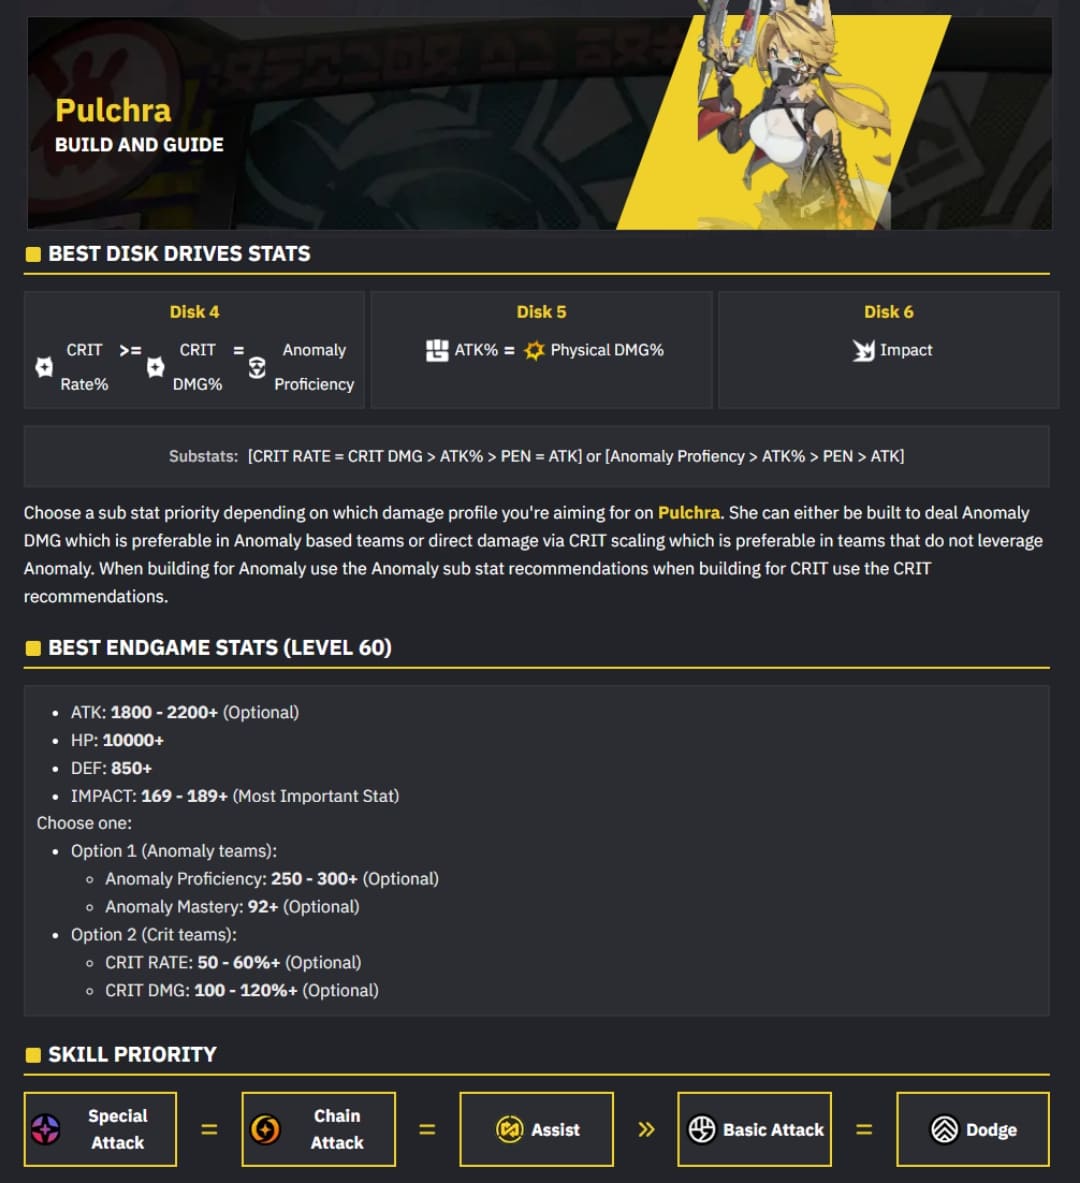 Pulchra
BUILD AND GUIDE
BEST DISK DRIVES STATS
Disk 4
CRIT Rate% >= CRIT DMG% = Anomaly Proficiency
Disk 5
ATK% = Physical DMG%
Disk 6
Impact
Substats: [CRIT RATE = CRIT DMG > ATK% > PEN = ATK] or [Anomaly Profiency > ATK% > PEN > ATK]
Choose a sub stat priority depending on which damage profile you're aiming for on Pulchra. She can either be built to deal Anomaly
DMG which is preferable in Anomaly based teams or direct damage via CRIT scaling which is preferable in teams that do not leverage
Anomaly. When building for Anomaly use the Anomaly sub stat recommendations when building for CRIT use the CRIT
recommendations.
BEST ENDGAME STATS (LEVEL 60)
• ATK: 1800 - 2200+ (Optional)
• HP: 10000+
• DEF: 850+
• IMPACT: 169 - 189+ (Most Important Stat)
Choose one:
• Option 1 (Anomaly teams):
◦ Anomaly Proficiency: 250 - 300+ (Optional)
◦ Anomaly Mastery: 92+ (Optional)
• Option 2 (Crit teams):
◦ CRIT RATE: 50 - 60%+ (Optional)
◦ CRIT DMG: 100 - 120%+ (Optional)
SKILL PRIORITY
Special Attack = Chain Attack = Assist >> Basic Attack = Dodge